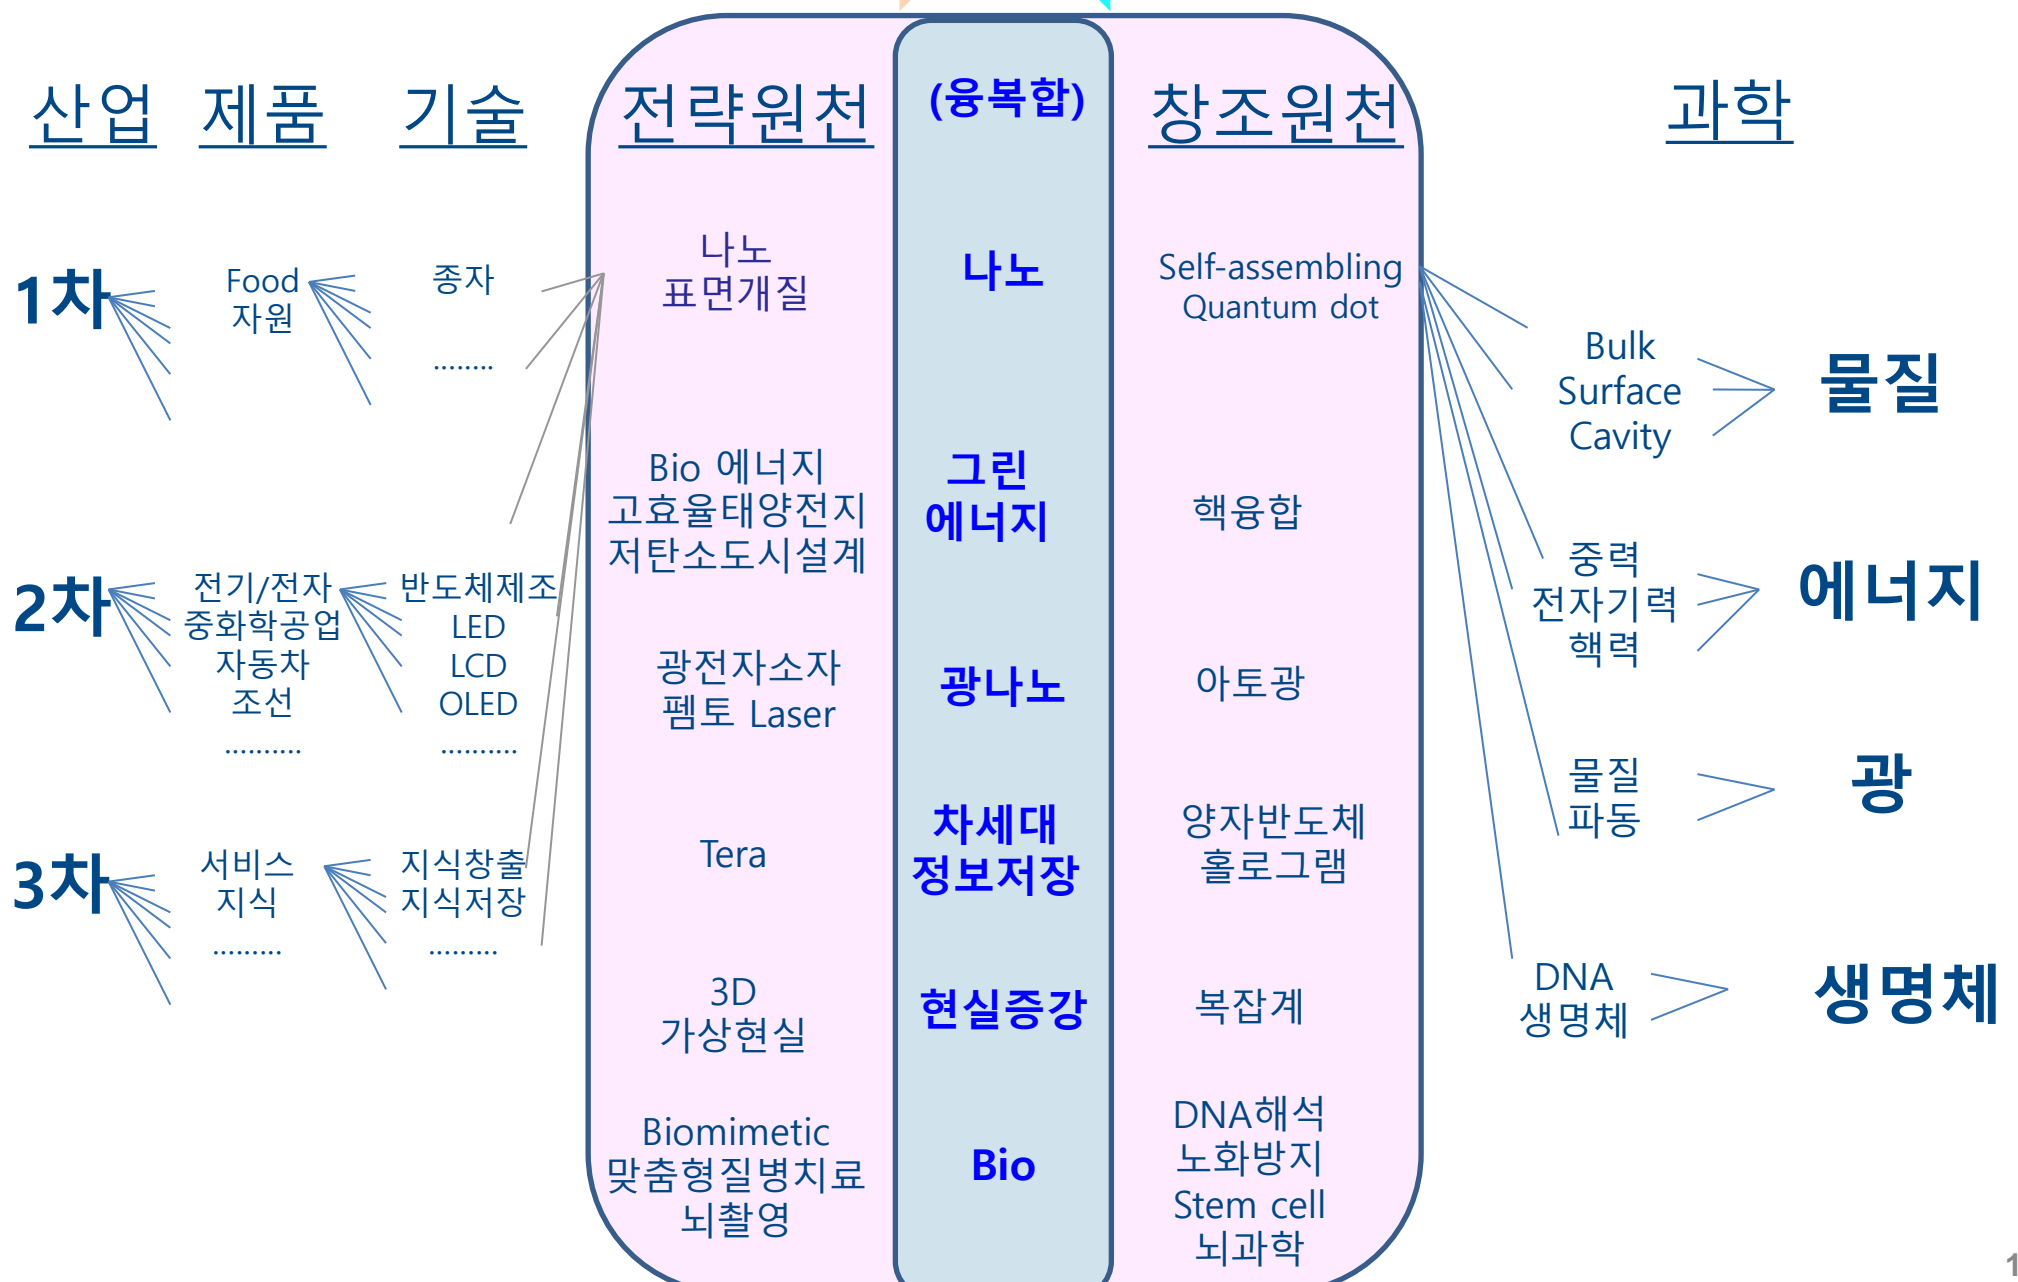 산업
제품
기술
전략원천
(융복합)
창조원천
과학
1차
Food
자원
종자
........
나노
표면개질
나노
Self-assembling
Quantum dot
Bulk
Surface
Cavity
물질
Bio 에너지
고효율태양전지
저탄소도시설계
그린
에너지
핵융합
2차
전기/전자
중화학공업
자동차
조선
..........
반도체제조
LED
LCD
OLED
..........
중력
전자기력
핵력
에너지
광전자소자
펨토 Laser
광나노
아토광
물질
파동
광
3차
서비스
지식
.........
지식창출
지식저장
.........
Tera
차세대
정보저장
양자반도체
홀로그램
3D
가상현실
현실증강
복잡계
DNA
생명체
생명체
Biomimetic
맞춤형질병치료
뇌촬영
Bio
DNA해석
노화방지
Stem cell
뇌과학
1